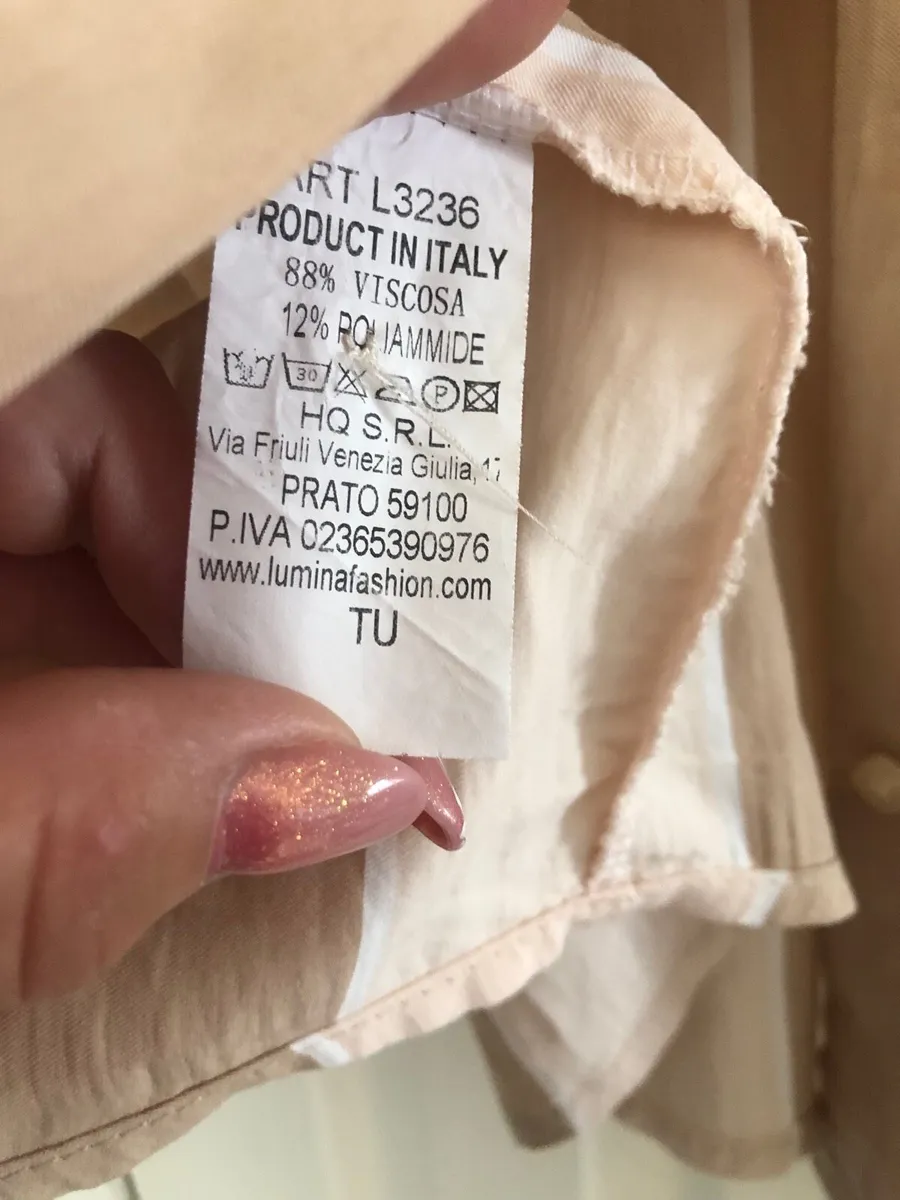 ART L3236
PRODUCT IN ITALY
88% VISCOSA
12% POLIAMMIDE
30 P
HQ S.R.L.
Via Friuli Venezia Giulia, 17
PRATO 59100
P.IVA 02365390976
www.luminafashion.com
TU